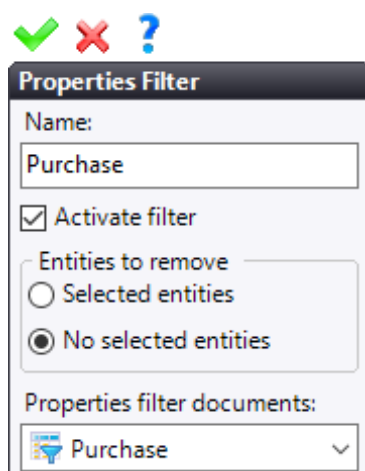 Properties Filter
Name:
Purchase
Activate filter
Entities to remove
Selected entities
No selected entities
Properties filter documents:
Purchase